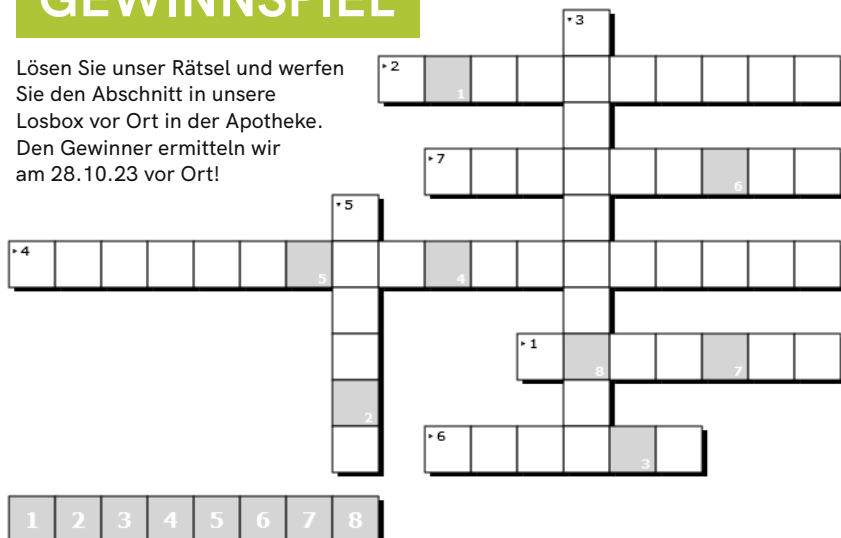 GEWINNSPIEL
Lösen Sie unser Rätsel und werfen
Sie den Abschnitt in unsere
Losbox vor Ort in der Apotheke.
Den Gewinner ermitteln wir
am 28.10.23 vor Ort!
3
2
1
7
6
5
4
5
4
1
8
7
2
6
3
1 2 3 4 5 6 7 8